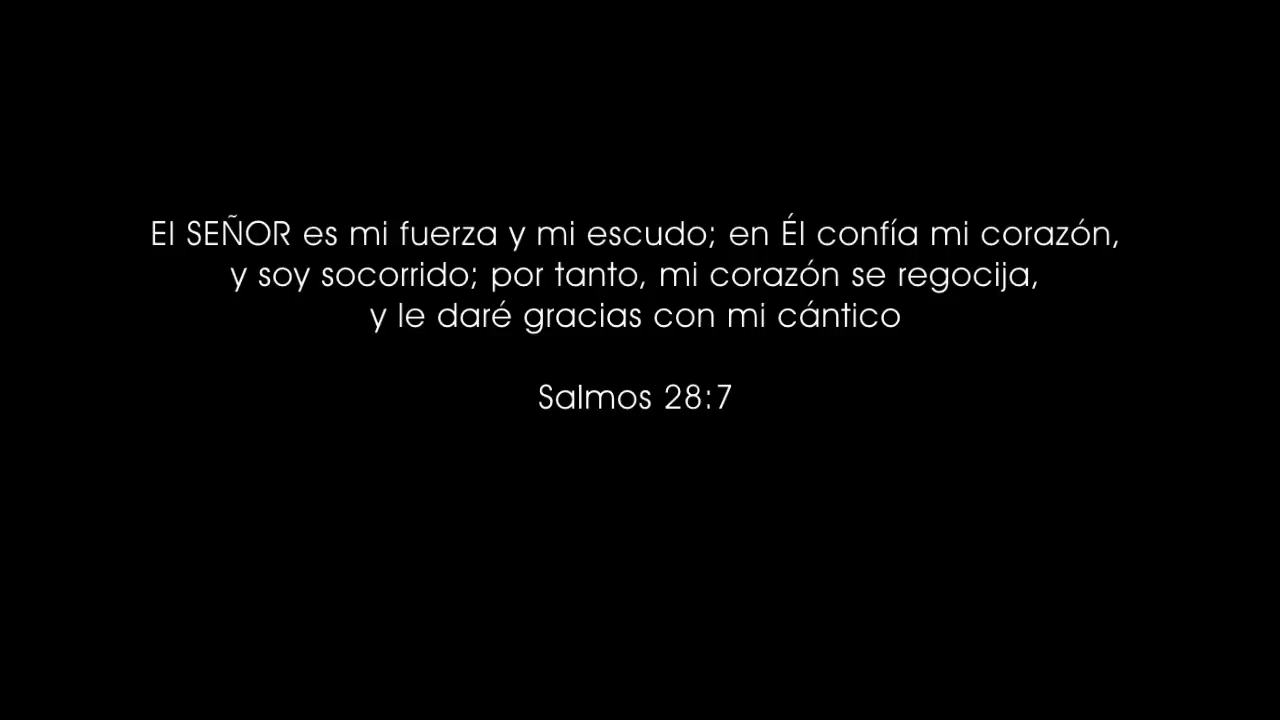 El SEÑOR es mi fuerza y mi escudo; en Él confía mi corazón,
y soy socorrido; por tanto, mi corazón se regocija,
y le daré gracias con mi cántico
Salmos 28:7